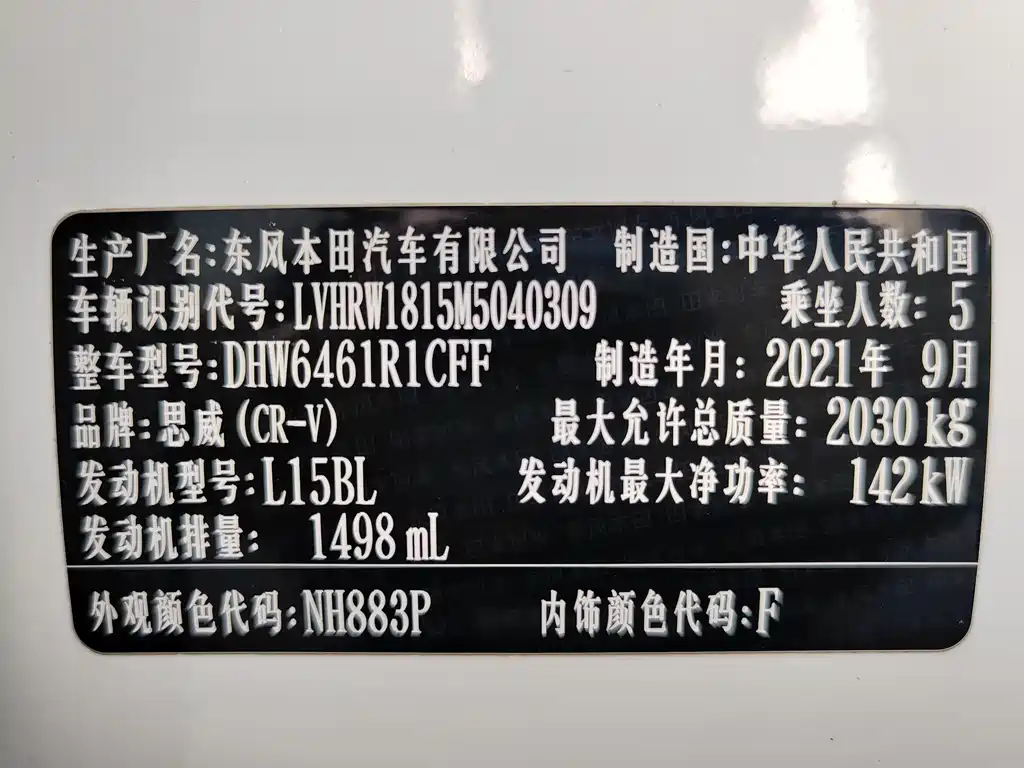 生产厂名:东风本田汽车有限公司 制造国:中华人民共和国
车辆识别代号:LVHRW1815M5040309 乘坐人数: 5
整车型号:DHW6461R1CFF 制造年月: 2021年 9月
品牌:思威(CR-V) 最大允许总质量: 2030 kg
发动机型号:L15BL 发动机最大净功率: 142kW
发动机排量: 1498 mL
外观颜色代码:NH883P 内饰颜色代码:F